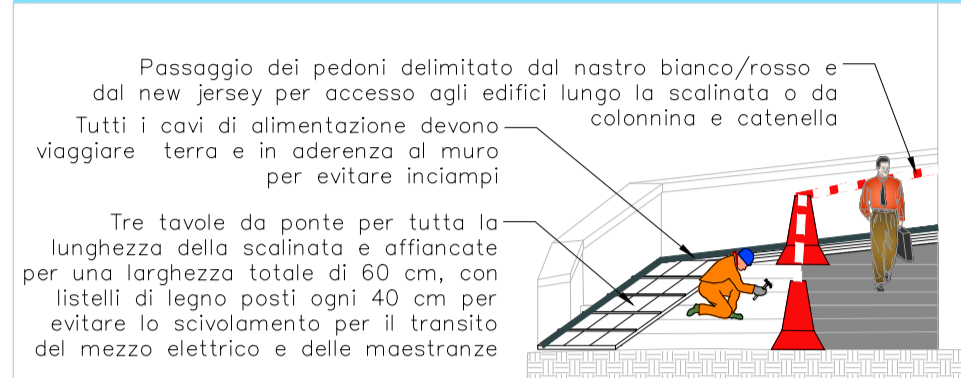 Passaggio dei pedoni delimitato dal nastro bianco/rosso e
dal new jersey per accesso agli edifici lungo la scalinata o da
colonnina e catenella
Tutti i cavi di alimentazione devono
viaggiare terra e in aderenza al muro
per evitare inciampi
Tre tavole da ponte per tutta la
lunghezza della scalinata e affiancate
per una larghezza totale di 60 cm, con
listelli di legno posti ogni 40 cm per
evitare lo scivolamento per il transito
del mezzo elettrico e delle maestranze